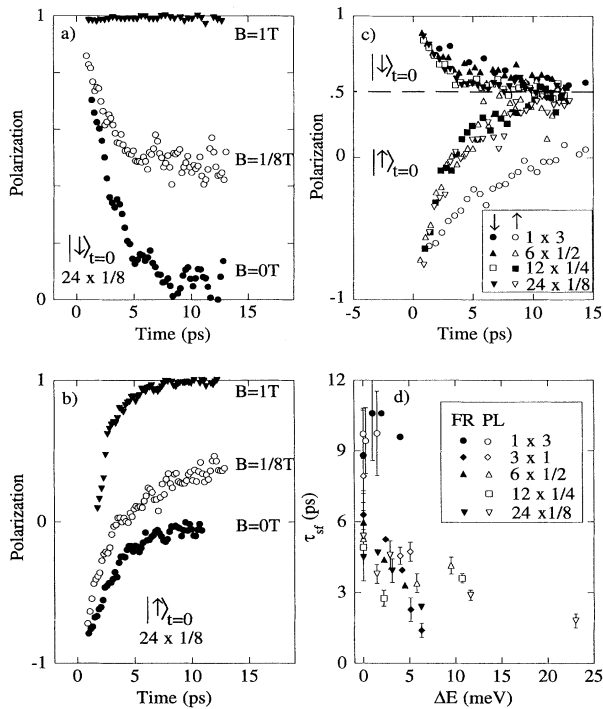 a)
Polarization
1
0
B=1T
B=1/8T
B=0T
|↓⟩t=0
24 x 1/8
0 5 10 15
Time (ps)
b)
Polarization
1
0
-1
B=1T
B=1/8T
B=0T
|↑⟩t=0
24 x 1/8
0 5 10 15
Time (ps)
c)
Polarization
1
.5
0
-1
|↓⟩t=0
|↑⟩t=0
↓ ↑
1 x 3
6 x 1/2
12 x 1/4
24 x 1/8
-5 0 5 10 15
Time (ps)
d)
τsf (ps)
12
9
6
3
0
FR PL
1 x 3
3 x 1
6 x 1/2
12 x 1/4
24 x1/8
0 5 10 15 20 25
ΔE (meV)